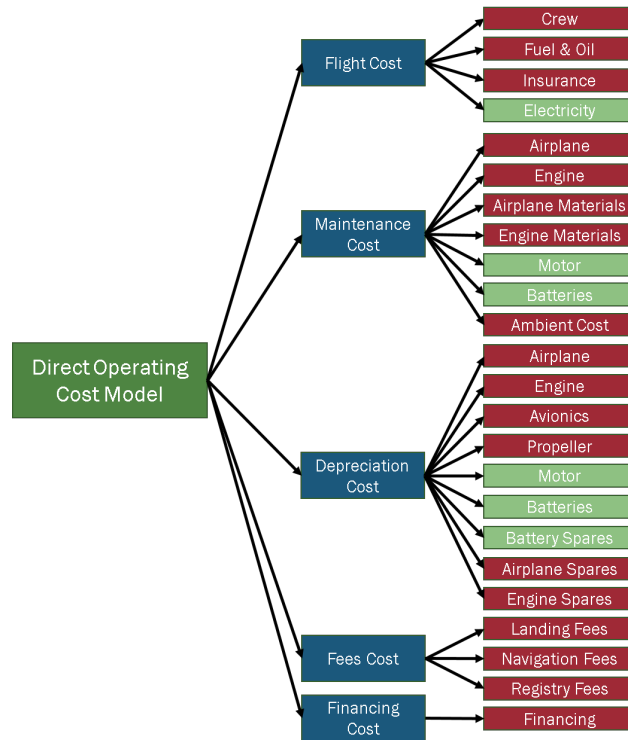 Direct Operating
Cost Model
Flight Cost
Crew
Fuel & Oil
Insurance
Electricity
Maintenance
Cost
Airplane
Engine
Airplane Materials
Engine Materials
Motor
Batteries
Ambient Cost
Depreciation
Cost
Airplane
Engine
Avionics
Propeller
Motor
Batteries
Battery Spares
Airplane Spares
Engine Spares
Fees Cost
Landing Fees
Navigation Fees
Registry Fees
Financing
Cost
Financing